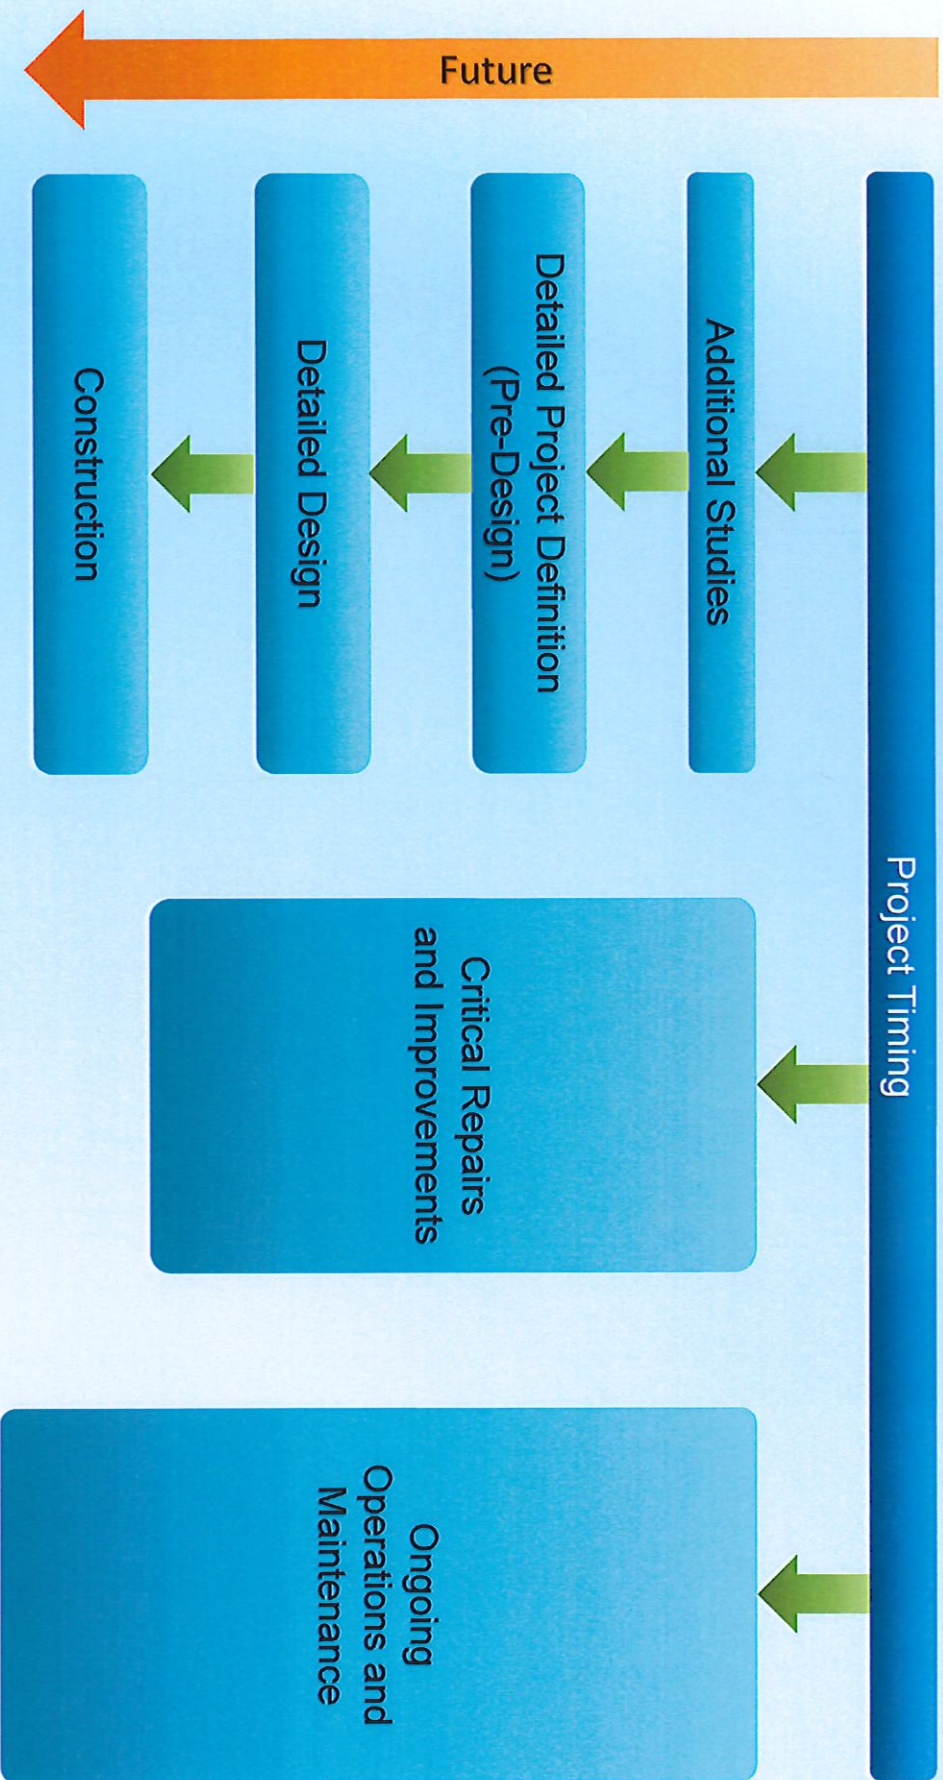 Project Timing
Future
Additional Studies
Detailed Project Definition
(Pre-Design)
Detailed Design
Construction
Critical Repairs
and Improvements
Ongoing
Operations and
Maintenance